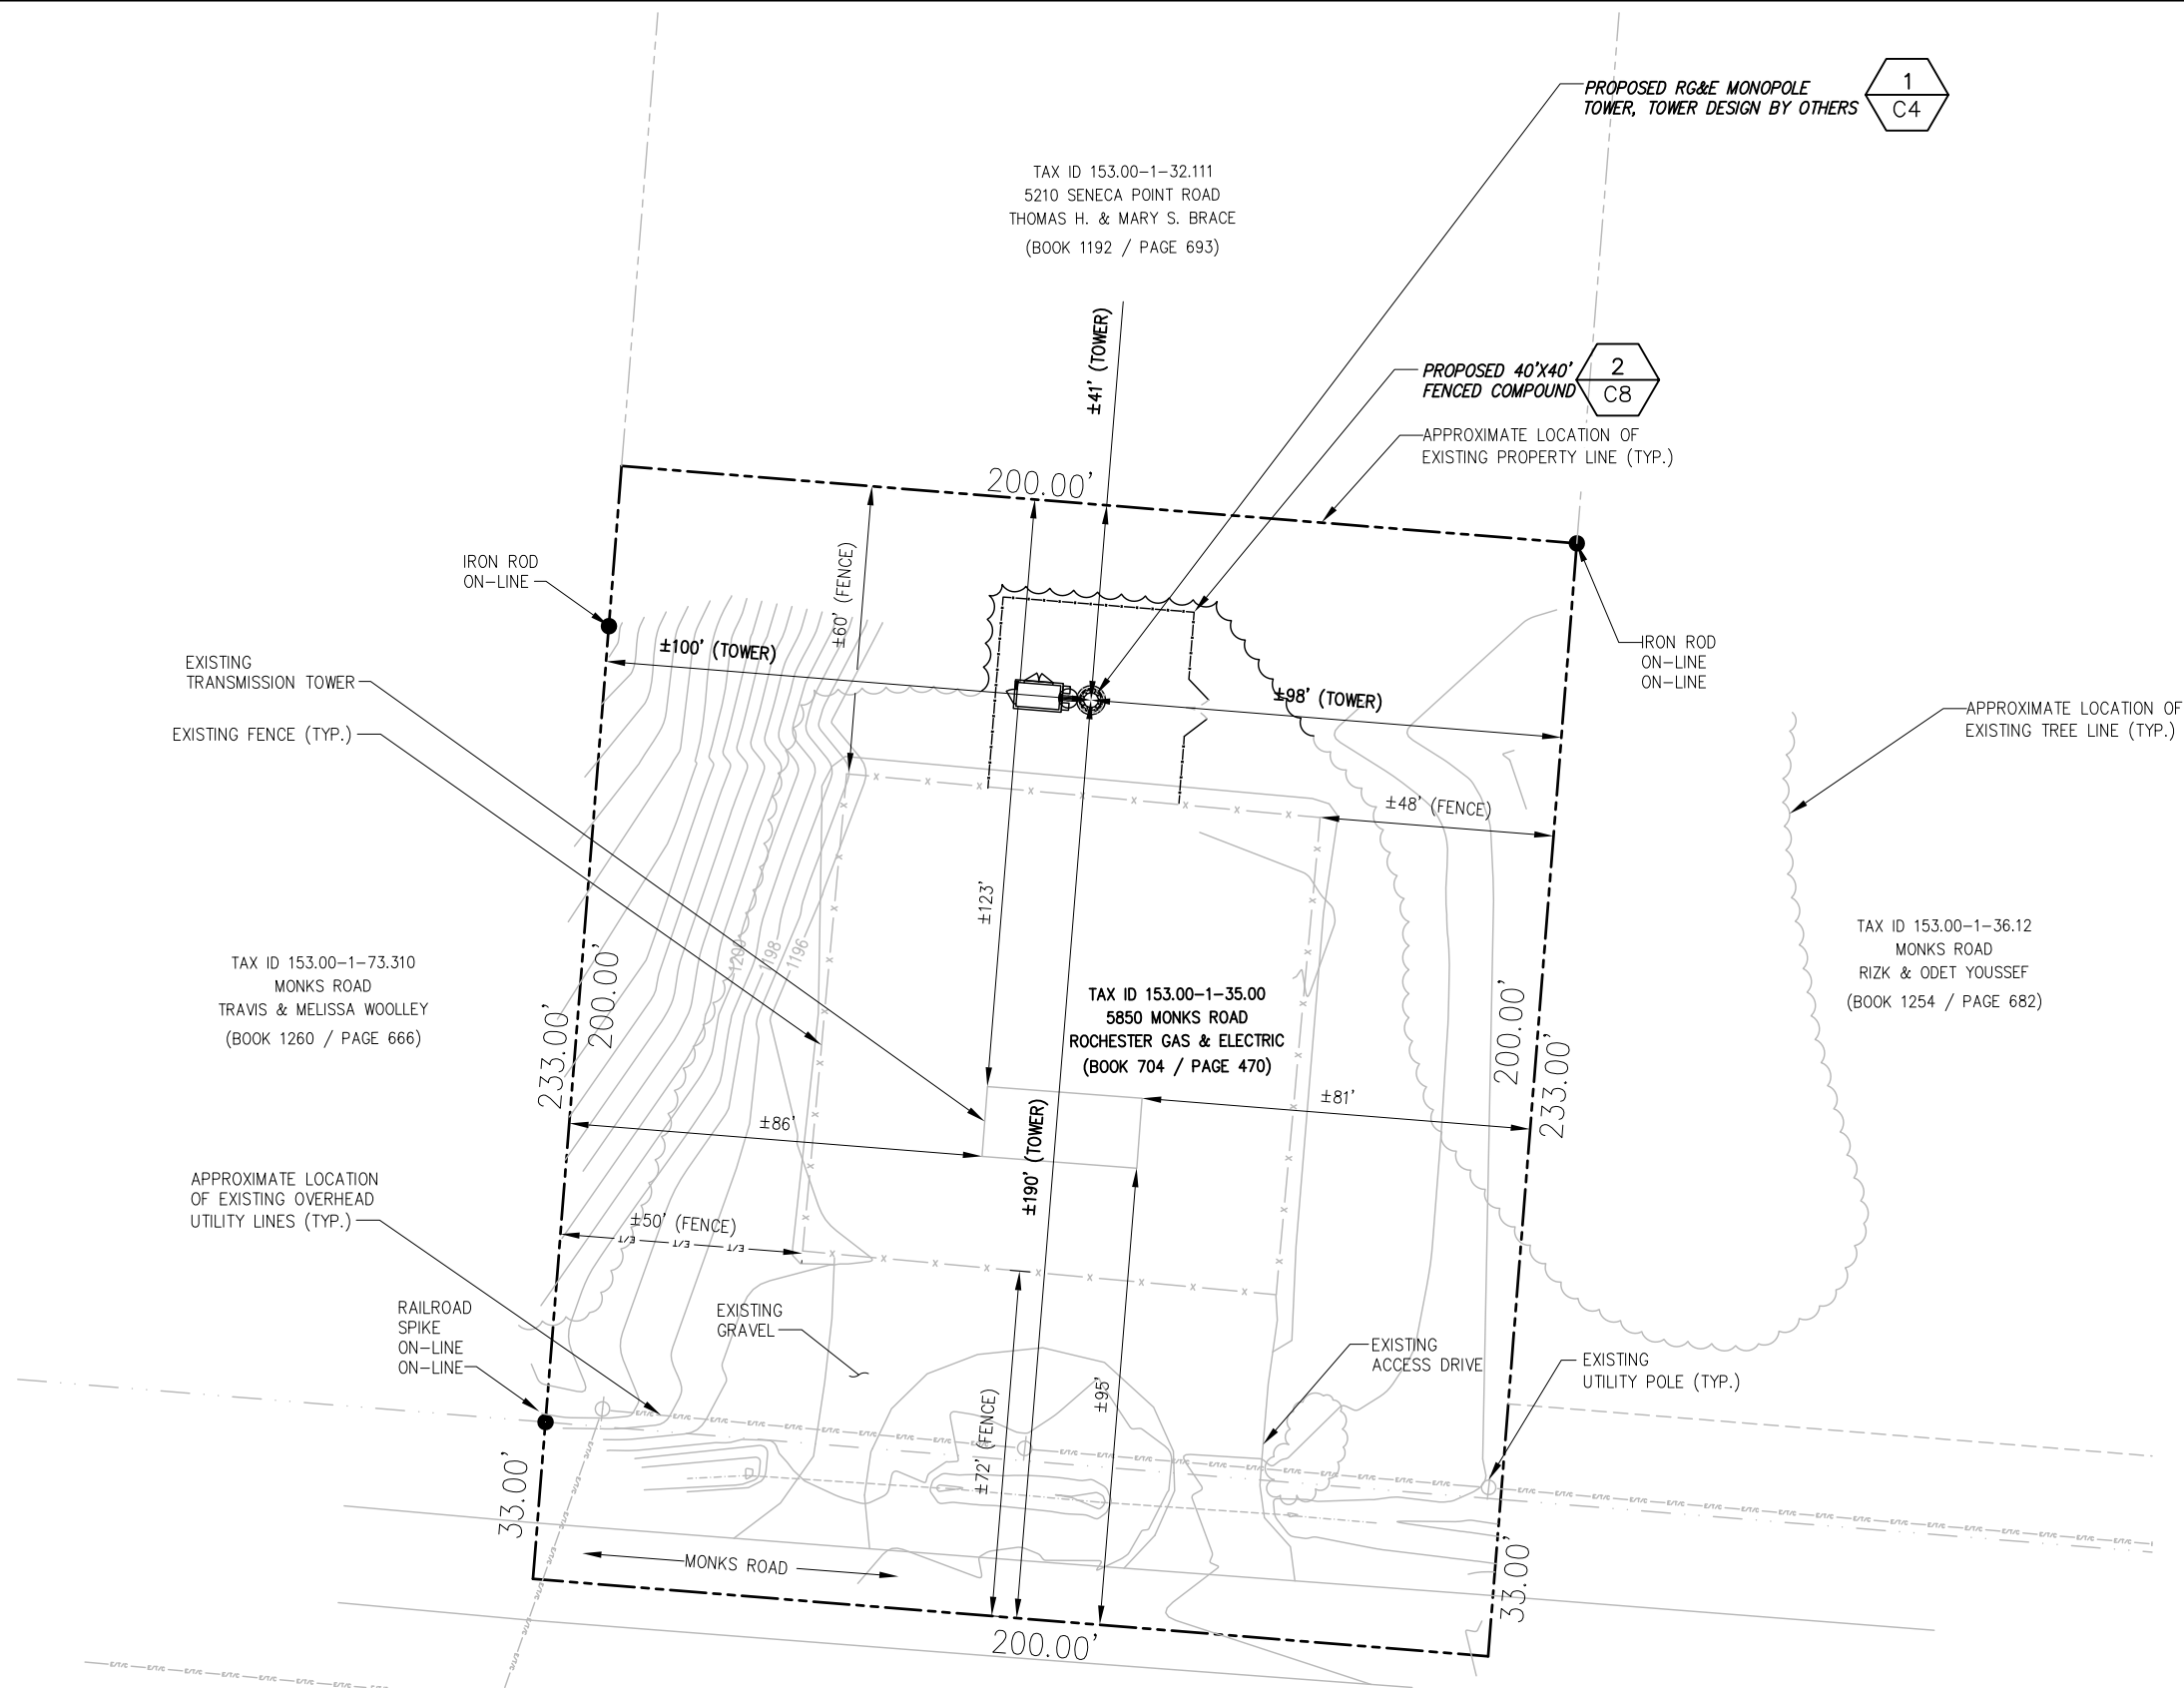 PROPOSED RG&E MONOPOLE
TOWER, TOWER DESIGN BY OTHERS
1
C4
TAX ID 153.00-1-32.111
5210 SENECA POINT ROAD
THOMAS H. & MARY S. BRACE
(BOOK 1192 / PAGE 693)
±41' (TOWER)
PROPOSED 40'X40'
FENCED COMPOUND
2
C8
APPROXIMATE LOCATION OF
EXISTING PROPERTY LINE (TYP.)
200.00'
IRON ROD
ON-LINE
±60' (FENCE)
±100' (TOWER)
IRON ROD
ON-LINE
ON-LINE
EXISTING
TRANSMISSION TOWER
±98' (TOWER)
APPROXIMATE LOCATION OF
EXISTING TREE LINE (TYP.)
EXISTING FENCE (TYP.)
±48' (FENCE)
±123'
1200
1198
1196
TAX ID 153.00-1-73.310
MONKS ROAD
TRAVIS & MELISSA WOOLLEY
(BOOK 1260 / PAGE 666)
233.00'
200.00'
TAX ID 153.00-1-35.00
5850 MONKS ROAD
ROCHESTER GAS & ELECTRIC
(BOOK 704 / PAGE 470)
200.00'
233.00'
TAX ID 153.00-1-36.12
MONKS ROAD
RIZK & ODET YOUSSEF
(BOOK 1254 / PAGE 682)
±86'
±81'
±190' (TOWER)
APPROXIMATE LOCATION
OF EXISTING OVERHEAD
UTILITY LINES (TYP.)
±50' (FENCE)
RAILROAD
SPIKE
ON-LINE
ON-LINE
EXISTING
GRAVEL
EXISTING
ACCESS DRIVE
EXISTING
UTILITY POLE (TYP.)
±72' (FENCE)
±95'
33.00'
MONKS ROAD
33.00'
200.00'